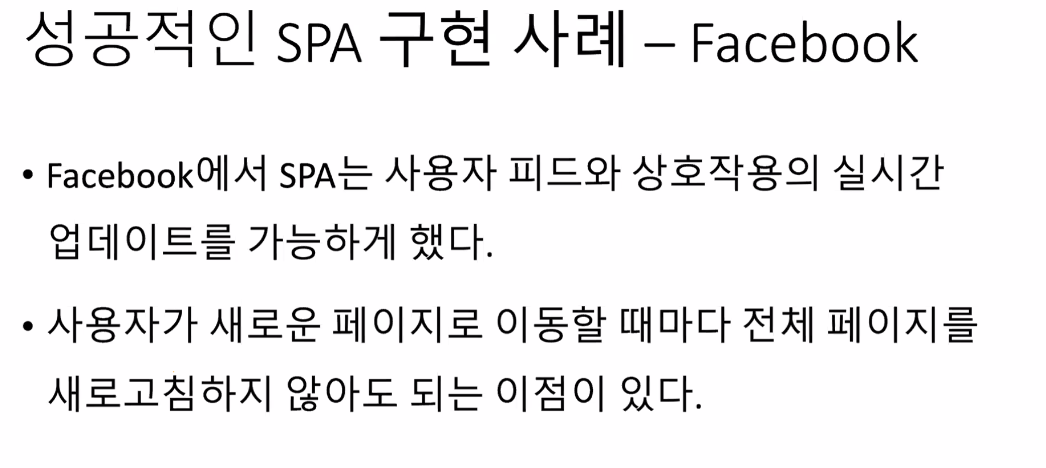 성공적인 SPA 구현 사례 – Facebook
• Facebook에서 SPA는 사용자 피드와 상호작용의 실시간
업데이트를 가능하게 했다.
• 사용자가 새로운 페이지로 이동할 때마다 전체 페이지를
새로고침하지 않아도 되는 이점이 있다.